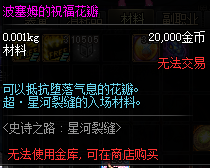 波塞姆的祝福花瓣
0.001kg 20,000金币
材料
无法交易
可以抵抗堕落气息的花瓣。
超·星河裂缝的入场材料。
<史诗之路：星河裂缝>
无法使用金库, 可在商店购买